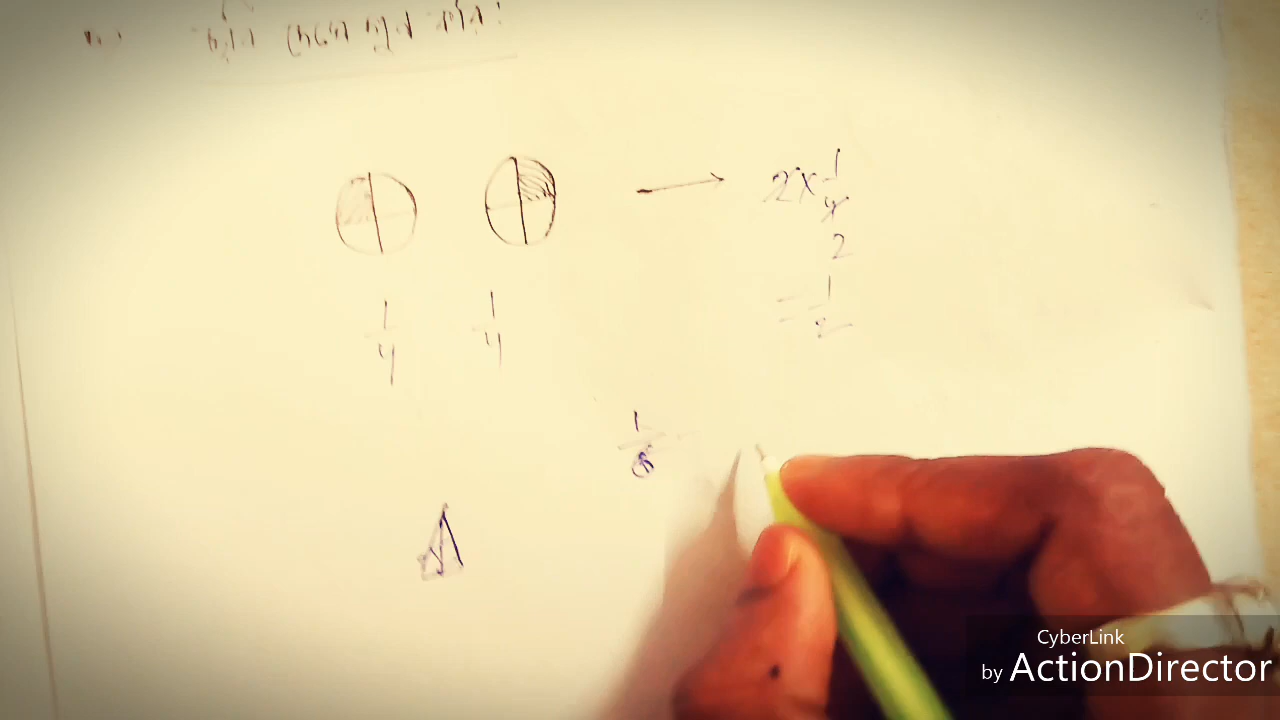 2×1/4
2
=1/2
1/4 1/4
1/8
CyberLink
by ActionDirector